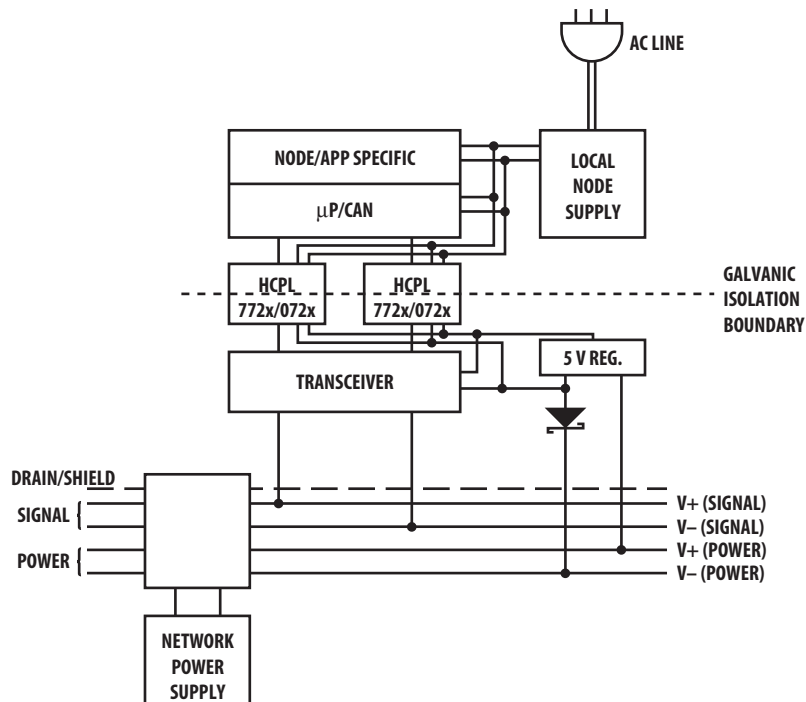 AC LINE
NODE/APP SPECIFIC
LOCAL
NODE
SUPPLY
μP/CAN
HCPL
772x/072x
HCPL
772x/072x
GALVANIC
ISOLATION
BOUNDARY
5 V REG.
TRANSCEIVER
DRAIN/SHIELD
SIGNAL
POWER
V+ (SIGNAL)
V– (SIGNAL)
V+ (POWER)
V– (POWER)
NETWORK
POWER
SUPPLY